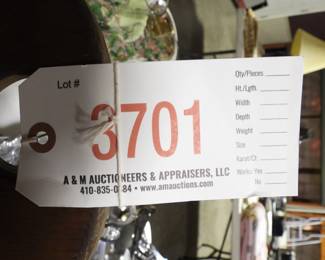 Lot #
3701
A & M AUCTIONEERS & APPRAISERS, LLC
410-835-0384 • www.amauctions.com
Qty/Pieces
Ht./Lgth.
Width
Depth
Weight
Size
Karat/Ct.
Works: Yes
No